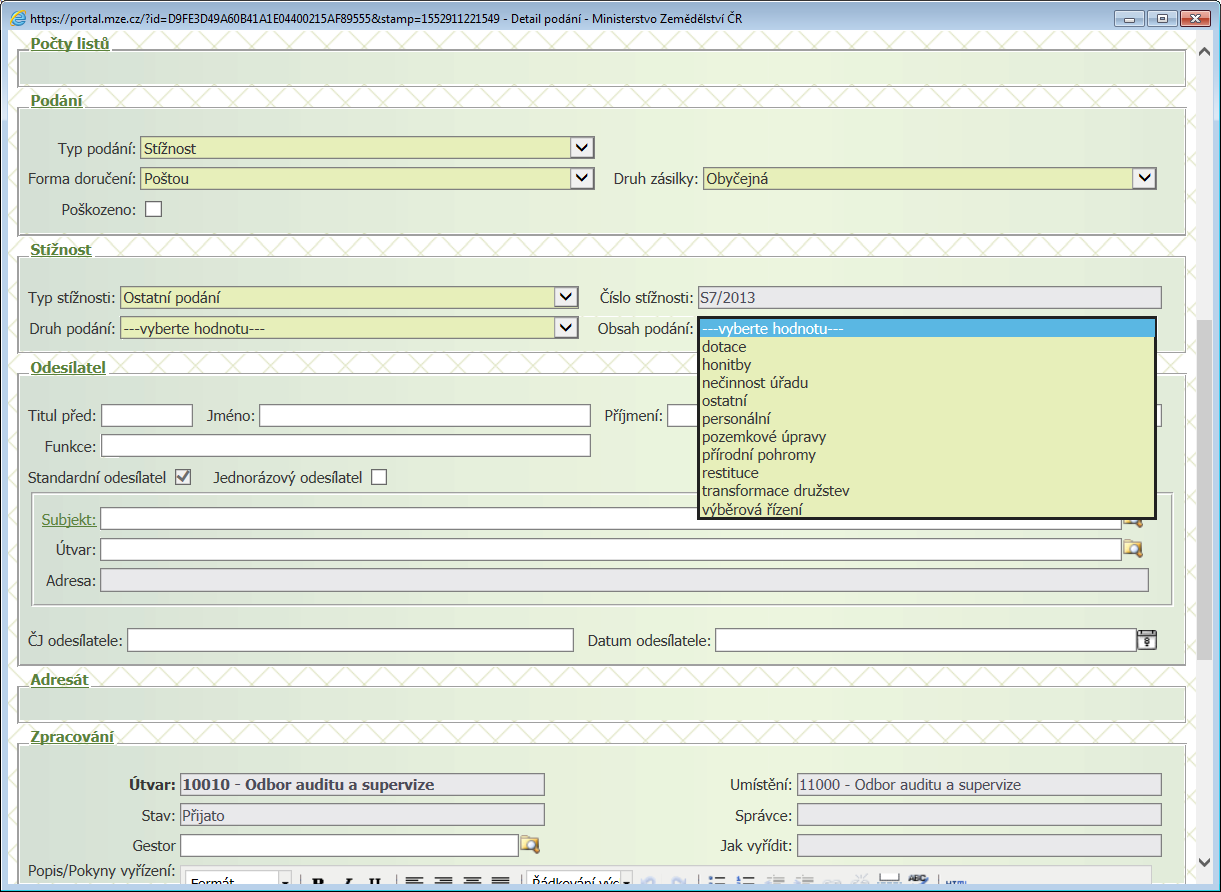 https://portal.mze.cz/?id=D9FE3D49A60B41A1E04400215AF89555&stamp=1552911221549 - Detail podání - Ministerstvo Zemědělství ČR
Počty listů
Podání
Typ podání: Stížnost
Forma doručení: Poštou Druh zásilky: Obyčejná
Poškozeno:
Stížnost
Typ stížnosti: Ostatní podání Číslo stížnosti: S7/2013
Druh podání: ---vyberte hodnotu--- Obsah podání: ---vyberte hodnotu---
dotace
honitby
nečinnost úřadu
ostatní
personální
pozemkové úpravy
přírodní pohromy
restituce
transformace družstev
výběrová řízení
Odesílatel
Titul před: Jméno: Příjmení:
Funkce:
Standardní odesílatel Jednorázový odesílatel
Subjekt:
Útvar:
Adresa:
ČJ odesílatele: Datum odesílatele:
Adresát
Zpracování
Útvar: 10010 - Odbor auditu a supervize Umístění: 11000 - Odbor auditu a supervize
Stav: Přijato Správce:
Gestor Jak vyřídit:
Popis/Pokyny vyřízení: Formát B I U Řádkování výš ABC HTML